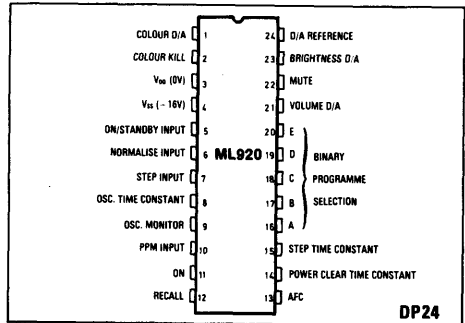 COLOUR D/A 1
COLOUR KILL 2
VDD (0V) 3
VSS (– 16V) 4
ON/STANDBY INPUT 5
NORMALISE INPUT 6
STEP INPUT 7
OSC. TIME CONSTANT 8
OSC. MONITOR 9
PPM INPUT 10
ON 11
RECALL 12
ML920
24 D/A REFERENCE
23 BRIGHTNESS D/A
22 MUTE
21 VOLUME D/A
20 E
19 D
18 C
17 B
16 A
BINARY
PROGRAMME
SELECTION
15 STEP TIME CONSTANT
14 POWER CLEAR TIME CONSTANT
13 AFC
DP24